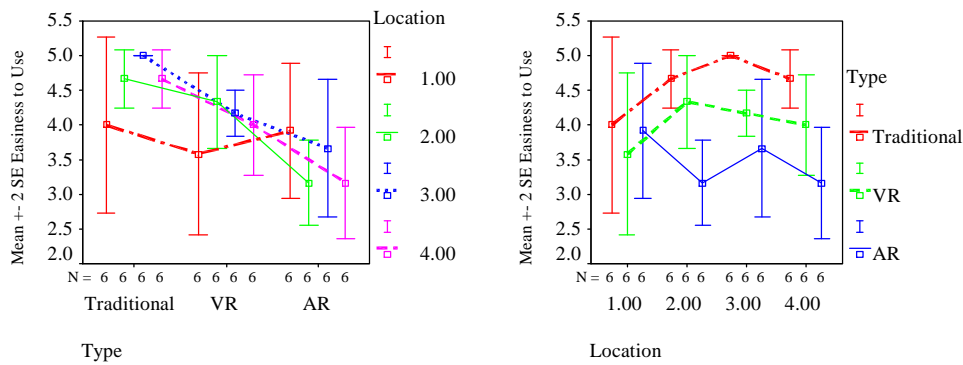 Mean +- 2 SE Easiness to Use
5.5
5.0
4.5
4.0
3.5
3.0
2.5
2.0
N = 6 6 6 6 6 6 6 6 6 6 6 6
Traditional VR AR
Type
Location
1.00
2.00
3.00
4.00
Mean +- 2 SE Easiness to Use
5.5
5.0
4.5
4.0
3.5
3.0
2.5
2.0
N = 6 6 6 6 6 6 6 6 6 6 6 6
1.00 2.00 3.00 4.00
Location
Type
Traditional
VR
AR